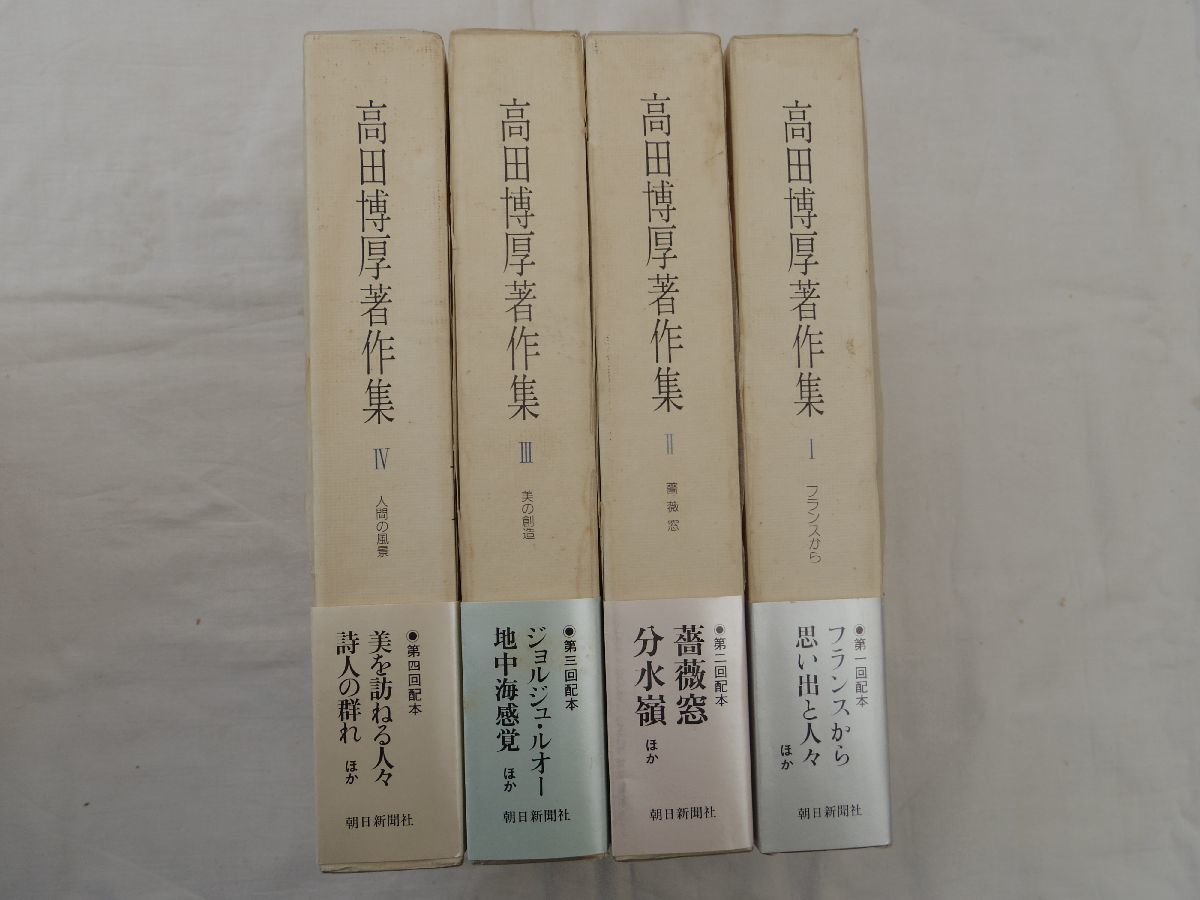 高田博厚著作集
Ⅳ
人間の風景
●第四回配本
美を訪ねる人々
詩人の群れ
ほか
朝日新聞社
高田博厚著作集
Ⅲ
美の創造
●第三回配本
ジョルジュ・ルオー
地中海感覚
ほか
朝日新聞社
高田博厚著作集
Ⅱ
薔薇窓
●第二回配本
薔薇窓
分水嶺
ほか
朝日新聞社
高田博厚著作集
Ⅰ
フランスから
●第一回配本
フランスから
思い出と人々
ほか
朝日新聞社